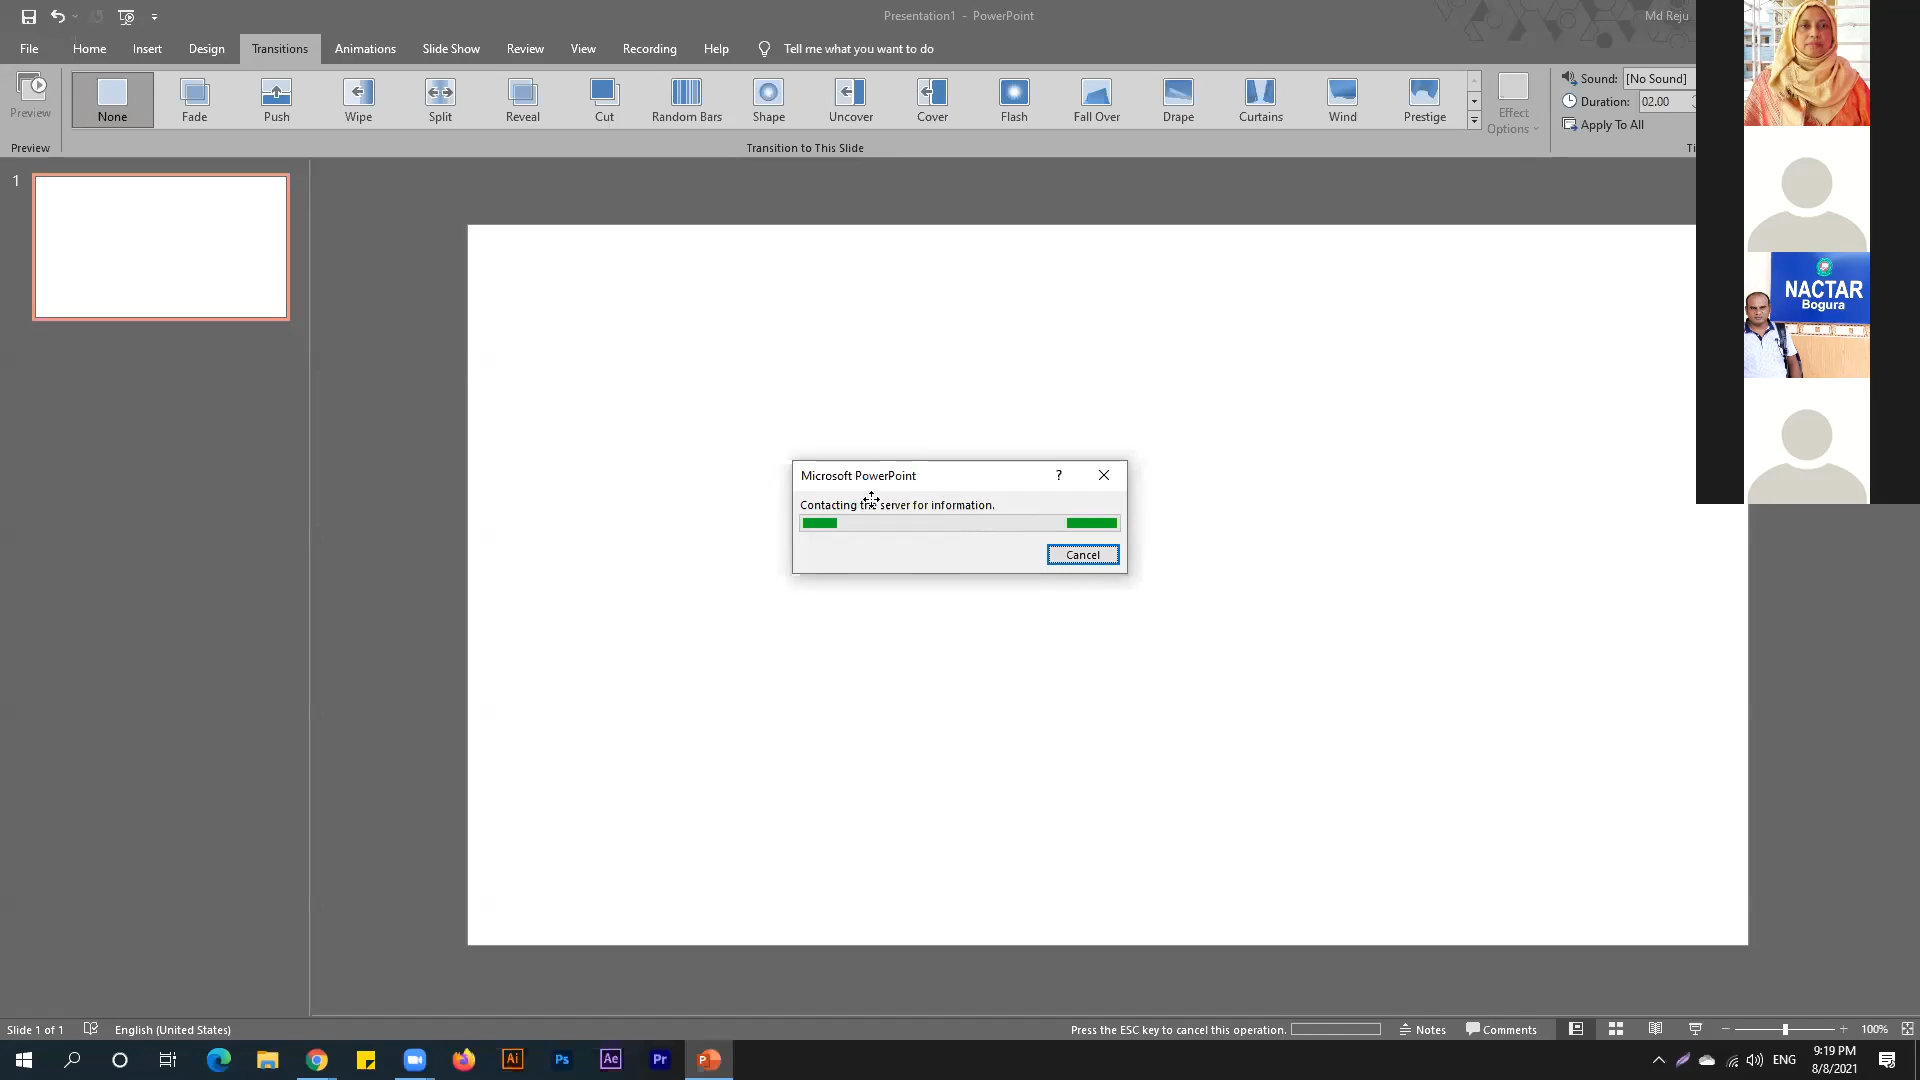 Presentation1 - PowerPoint
Md Reju
File Home Insert Design Transitions Animations Slide Show Review View Recording Help Tell me what you want to do
Preview
None Fade Push Wipe Split Reveal Cut Random Bars Shape Uncover Cover Flash Fall Over Drape Curtains Wind Prestige
Effect
Options
Sound: [No Sound]
Duration: 02.00
Apply To All
Preview
Transition to This Slide
1
NACTAR
Bogura
Microsoft PowerPoint ?
Contacting the server for information.
Cancel
Slide 1 of 1 English (United States) Press the ESC key to cancel this operation. Notes Comments 100%
Ai Ps Ae Pr P ENG
9:19 PM
8/8/2021